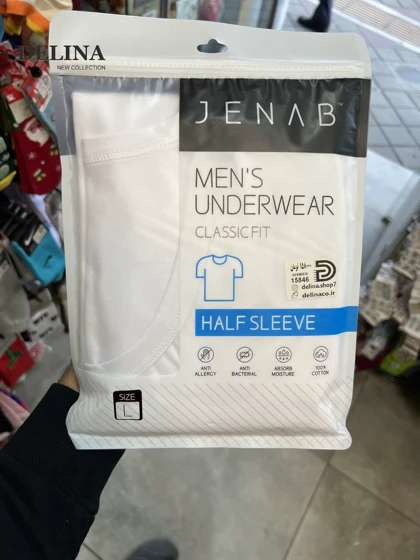 DELINA
NEW COLLECTION
JENAB™
MEN'S
UNDERWEAR
CLASSIC FIT
15846
delina.shop7
delinaco.ir
HALF SLEEVE
ANTI
ALLERGY
ANTI
BACTERIAL
ABSORB
MOISTURE
100%
COTTON
SIZE
L